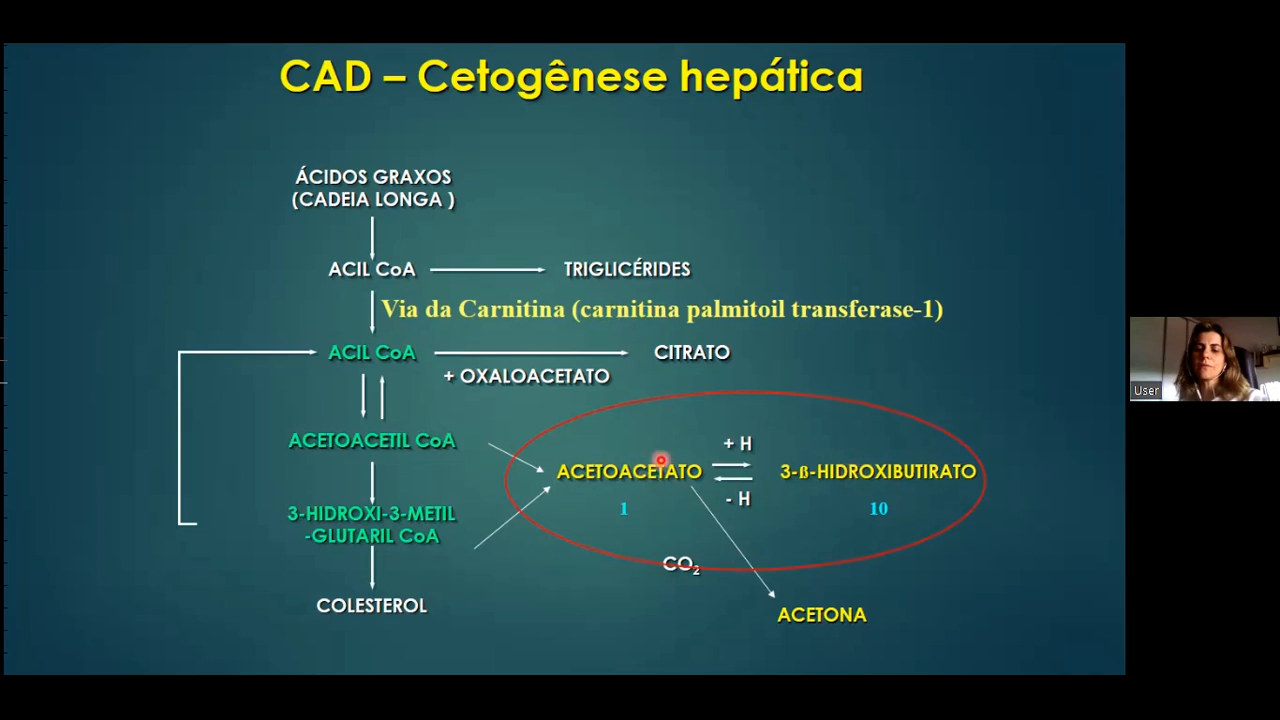 CAD – Cetogênese hepática
ÁCIDOS GRAXOS
(CADEIA LONGA )
ACIL CoA
TRIGLICÉRIDES
Via da Carnitina (carnitina palmitoil transferase-1)
ACIL CoA
CITRATO
+ OXALOACETATO
ACETOACETIL CoA
+ H
ACETOACETATO
3-ß-HIDROXIBUTIRATO
- H
1
10
3-HIDROXI-3-METIL
-GLUTARIL CoA
CO₂
COLESTEROL
ACETONA
User